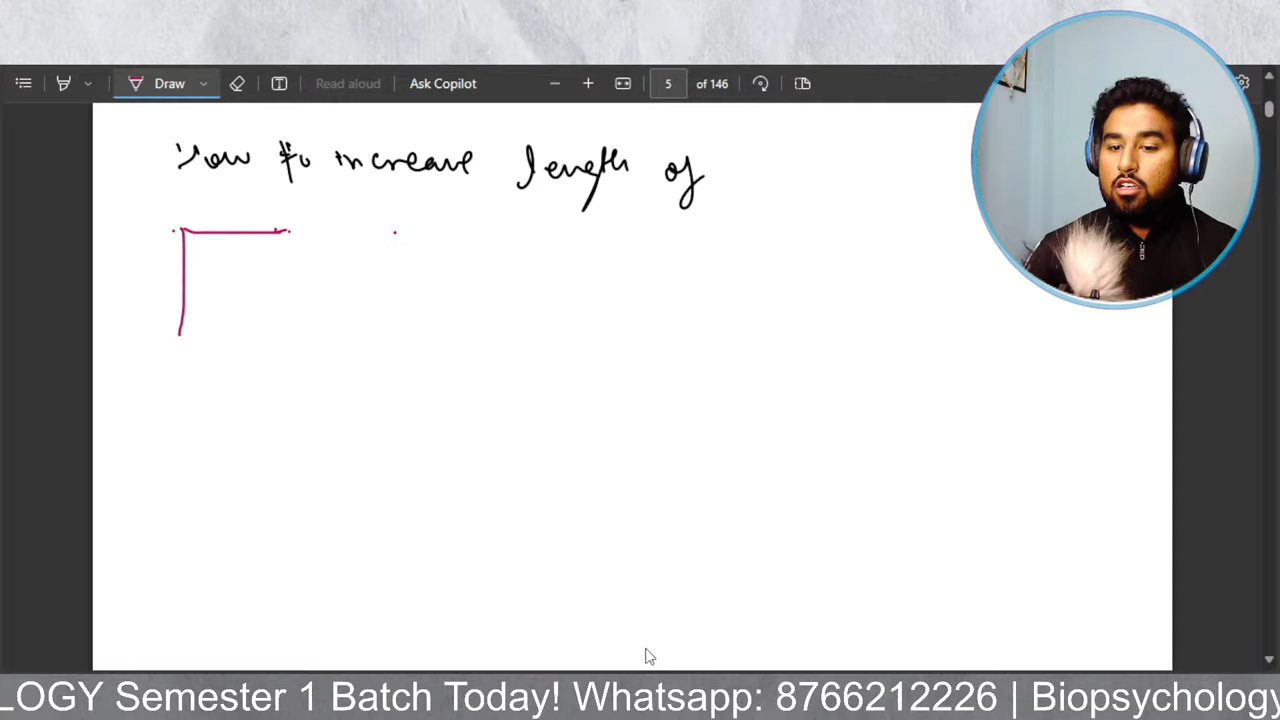 Draw
Read aloud
Ask Copilot
5 of 146
How to increase length of
LOGY Semester 1 Batch Today! Whatsapp: 8766212226 | Biopsychology